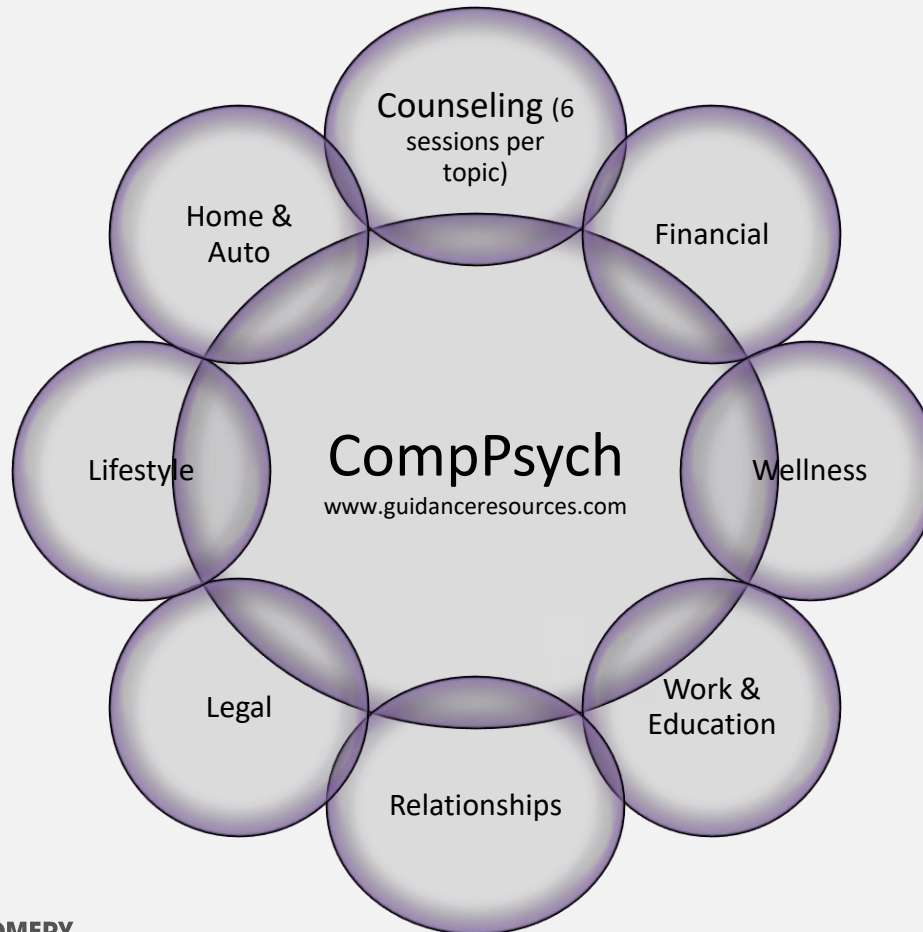 Counseling (6
sessions per
topic)
Home &
Auto
Financial
CompPsych
www.guidanceresources.com
Lifestyle
Wellness
Legal
Work &
Education
Relationships